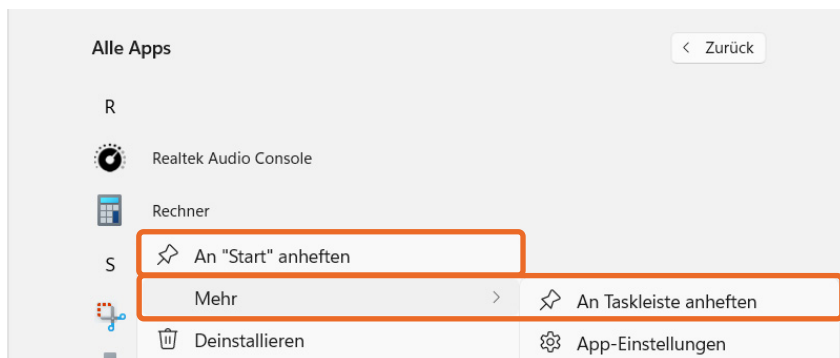 Alle Apps
Zurück
R
Realtek Audio Console
Rechner
An "Start" anheften
S
Mehr
An Taskleiste anheften
Deinstallieren
App-Einstellungen